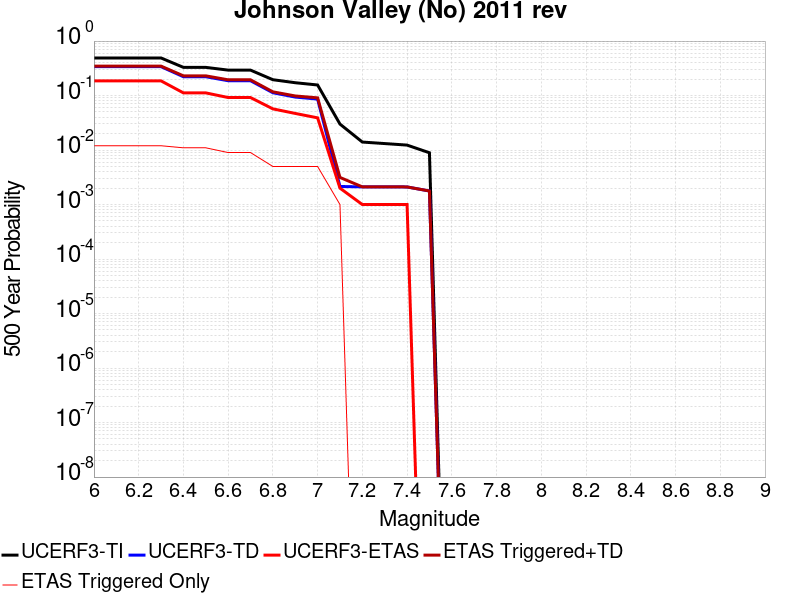 Johnson Valley (No) 2011 rev
10^0
10^-1
10^-2
10^-3
10^-4
10^-5
10^-6
10^-7
10^-8
500 Year Probability
6 6.2 6.4 6.6 6.8 7 7.2 7.4 7.6 7.8 8 8.2 8.4 8.6 8.8 9
Magnitude
UCERF3-TI UCERF3-TD UCERF3-ETAS ETAS Triggered+TD
ETAS Triggered Only